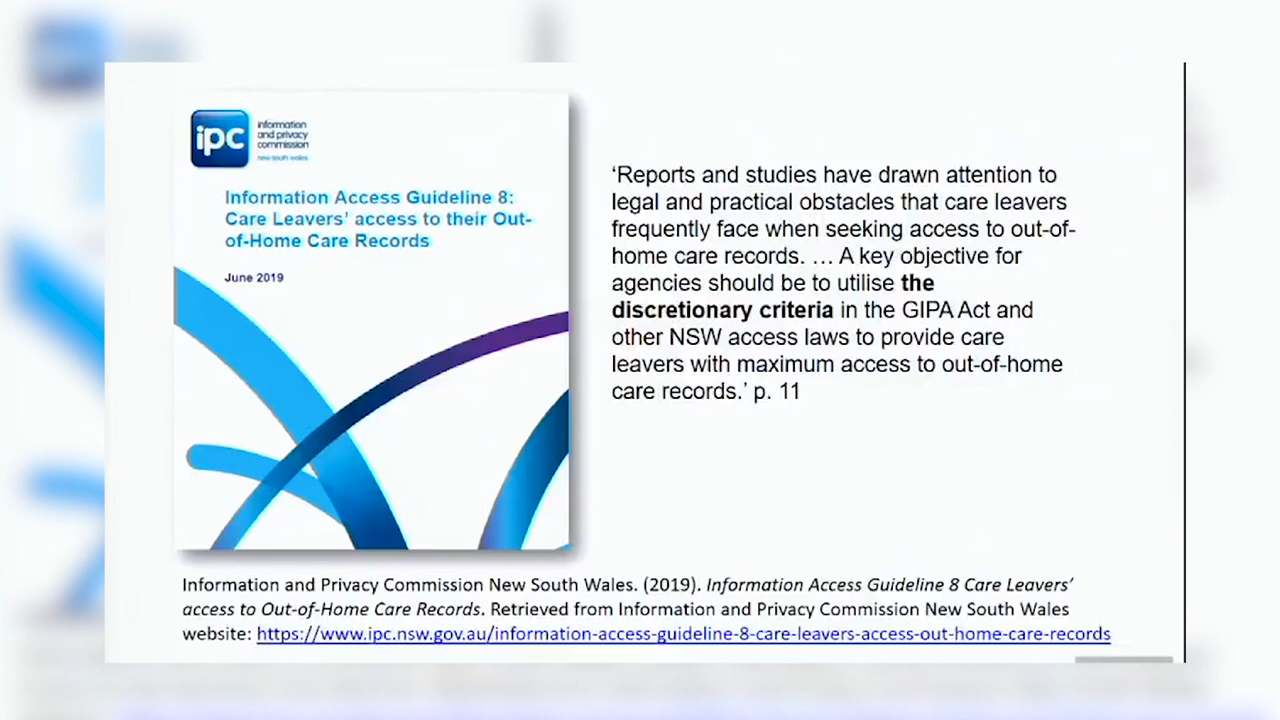 ipc
information
and privacy
commission
new south wales
Information Access Guideline 8:
Care Leavers’ access to their Out-
of-Home Care Records
June 2019
‘Reports and studies have drawn attention to
legal and practical obstacles that care leavers
frequently face when seeking access to out-of-
home care records. … A key objective for
agencies should be to utilise the
discretionary criteria in the GIPA Act and
other NSW access laws to provide care
leavers with maximum access to out-of-home
care records.’ p. 11
Information and Privacy Commission New South Wales. (2019). Information Access Guideline 8 Care Leavers’
access to Out-of-Home Care Records. Retrieved from Information and Privacy Commission New South Wales
website: https://www.ipc.nsw.gov.au/information-access-guideline-8-care-leavers-access-out-home-care-records